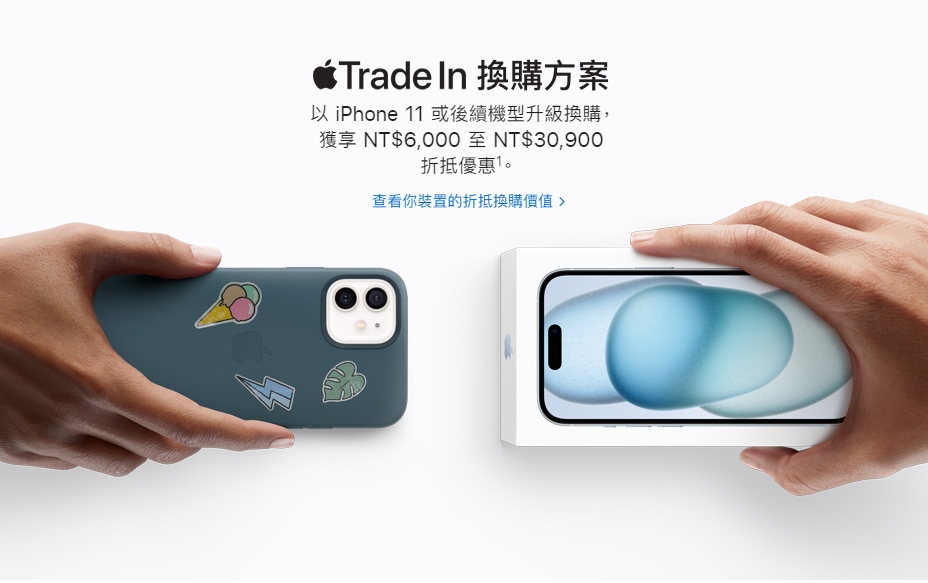 Trade In 換購方案
以 iPhone 11 或後續機型升級換購，
獲享 NT$6,000 至 NT$30,900
折抵優惠¹。
查看你裝置的折抵換購價值 >